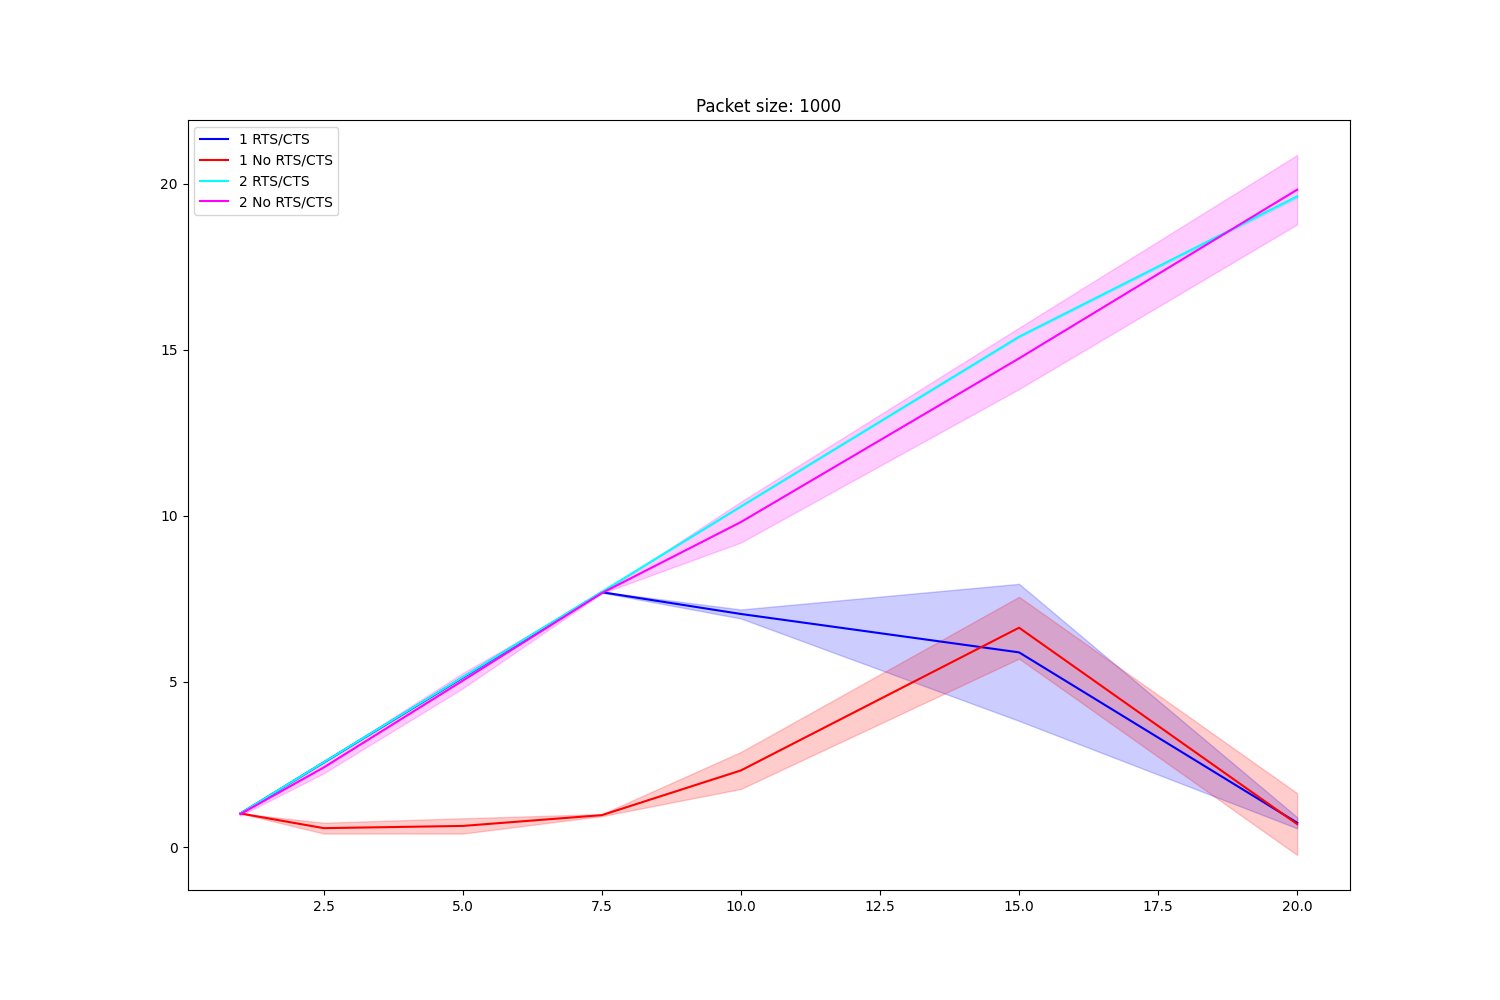 Packet size: 1000
1 RTS/CTS
1 No RTS/CTS
2 RTS/CTS
2 No RTS/CTS
20
15
10
5
0
2.5 5.0 7.5 10.0 12.5 15.0 17.5 20.0